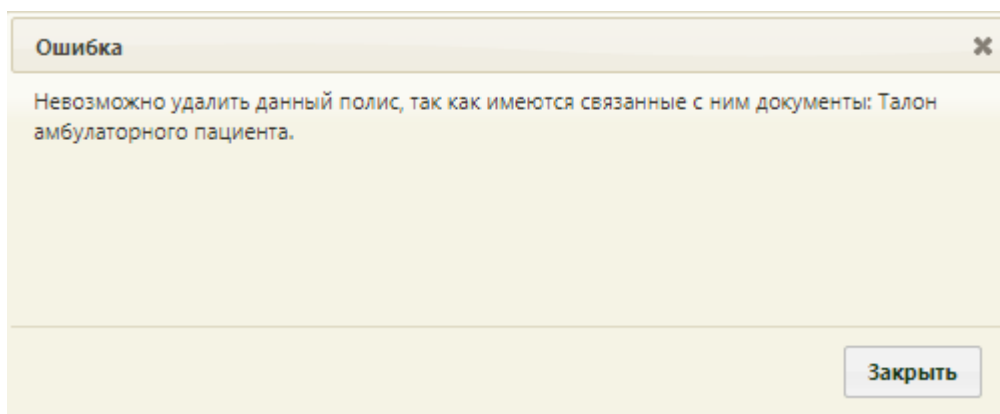 Ошибка
Невозможно удалить данный полис, так как имеются связанные с ним документы: Талон
амбулаторного пациента.
Закрыть